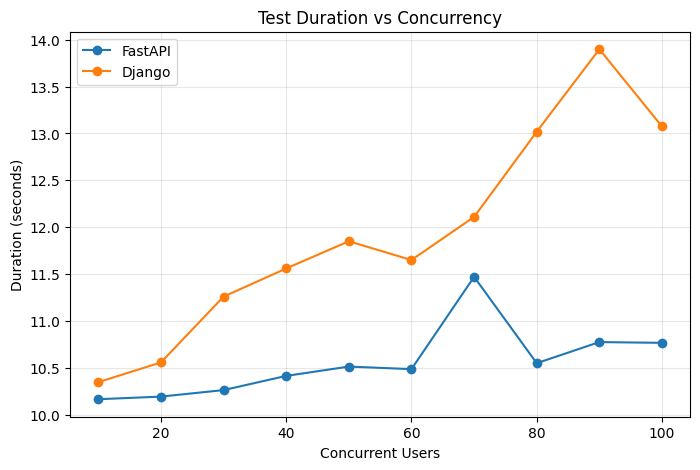 Test Duration vs Concurrency
FastAPI
Django
Duration (seconds)
14.0
13.5
13.0
12.5
12.0
11.5
11.0
10.5
10.0
20 40 60 80 100
Concurrent Users